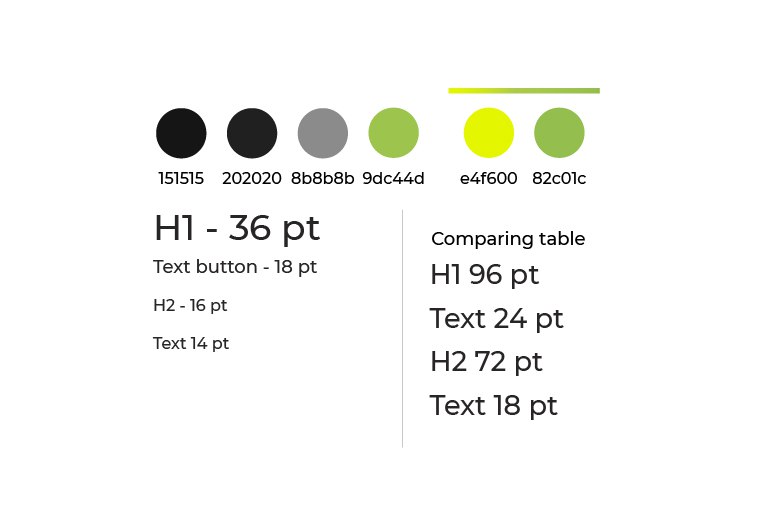 151515 202020 8b8b8b 9dc44d e4f600 82c01c
H1 - 36 pt
Text button - 18 pt
H2 - 16 pt
Text 14 pt
Comparing table
H1 96 pt
Text 24 pt
H2 72 pt
Text 18 pt